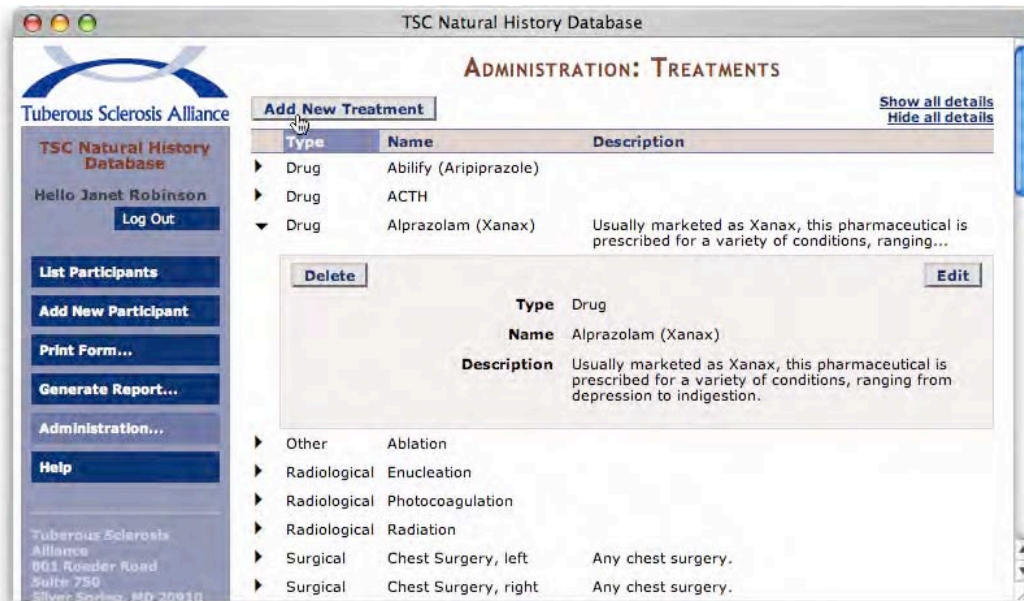 TSC Natural History Database
Tuberous Sclerosis Alliance
TSC Natural History
Database
Hello Janet Robinson
Log Out
List Participants
Add New Participant
Print Form...
Generate Report...
Administration...
Help
Tuberous Sclerosis
Alliance
801 Roeder Road
Suite 750
Silver Spring, MD 20910
ADMINISTRATION: TREATMENTS
Add New Treatment
Show all details
Hide all details
Type Name Description
Drug Abilify (Aripiprazole)
Drug ACTH
Drug Alprazolam (Xanax) Usually marketed as Xanax, this pharmaceutical is
prescribed for a variety of conditions, ranging...
Delete Edit
Type Drug
Name Alprazolam (Xanax)
Description Usually marketed as Xanax, this pharmaceutical is
prescribed for a variety of conditions, ranging from
depression to indigestion.
Other Ablation
Radiological Enucleation
Radiological Photocoagulation
Radiological Radiation
Surgical Chest Surgery, left Any chest surgery.
Surgical Chest Surgery, right Any chest surgery.